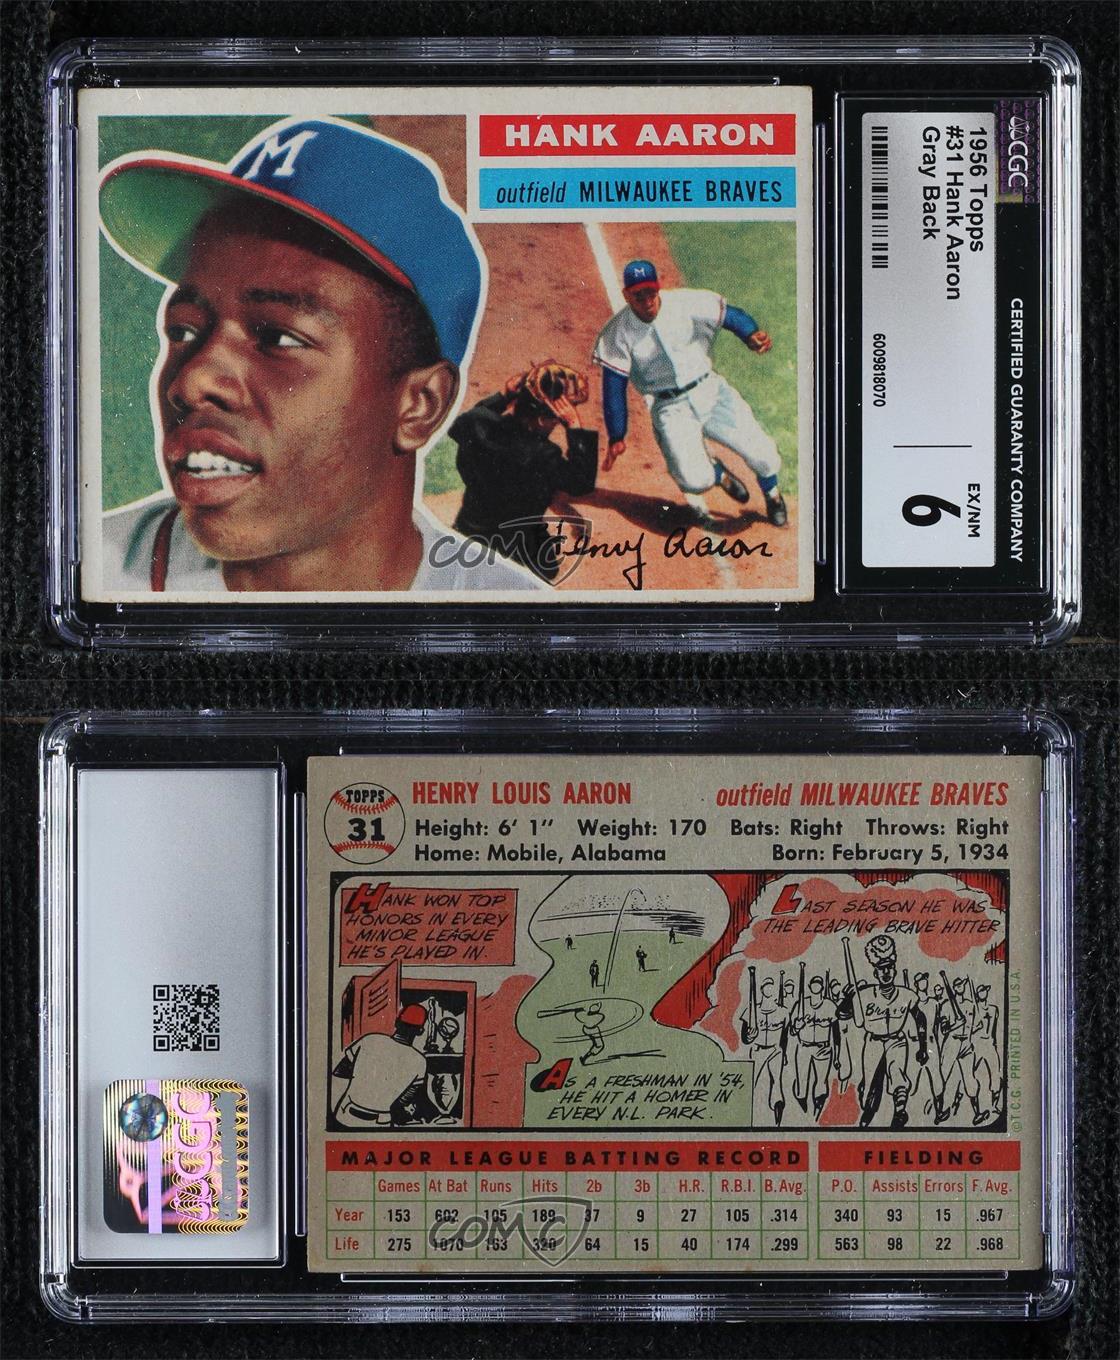 M
HANK AARON
outfield MILWAUKEE BRAVES
M
Henry Aaron
COMC
CGC
CERTIFIED GUARANTY COMPANY
1956 Topps
#31 Hank Aaron
Gray Back
6009818070
EX/NM
6
TOPPS
31
HENRY LOUIS AARON outfield MILWAUKEE BRAVES
Height: 6' 1" Weight: 170 Bats: Right Throws: Right
Home: Mobile, Alabama Born: February 5, 1934
HANK WON TOP
HONORS IN EVERY
MINOR LEAGUE
HE'S PLAYED IN.
AS A FRESHMAN IN '54,
HE HIT A HOMER IN
EVERY N.L. PARK.
LAST SEASON HE WAS
THE LEADING BRAVE HITTER
Braves
©T.C.G. PRINTED IN U.S.A.
MAJOR LEAGUE BATTING RECORD FIELDING
Games At Bat Runs Hits 2b 3b H.R. R.B.I. B.Avg. P.O. Assists Errors F. Avg.
Year 153 602 105 189 37 9 27 105 .314 340 93 15 .967
Life 275 1070 163 320 64 15 40 174 .299 563 98 22 .968
COMC
CGC